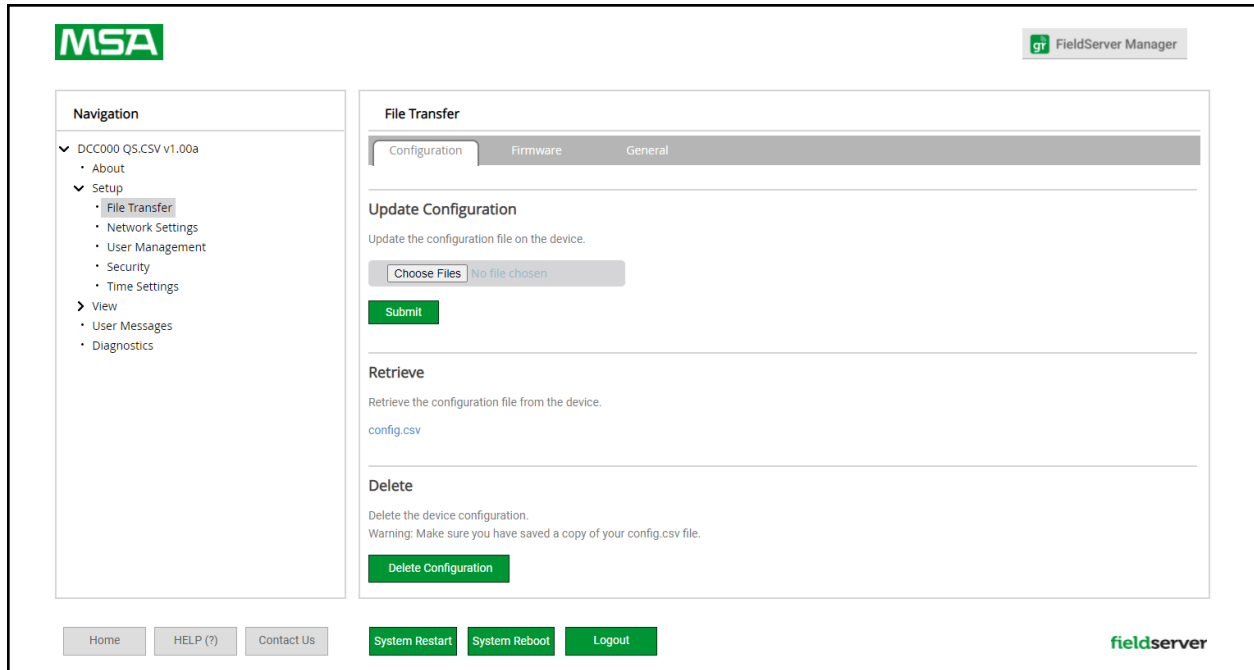 MSA
gr FieldServer Manager
Navigation
DCC000 QS.CSV v1.00a
About
Setup
File Transfer
Network Settings
User Management
Security
Time Settings
View
User Messages
Diagnostics
File Transfer
Configuration Firmware General
Update Configuration
Update the configuration file on the device.
Choose Files No file chosen
Submit
Retrieve
Retrieve the configuration file from the device.
config.csv
Delete
Delete the device configuration.
Warning: Make sure you have saved a copy of your config.csv file.
Delete Configuration
Home HELP (?) Contact Us System Restart System Reboot Logout fieldserver